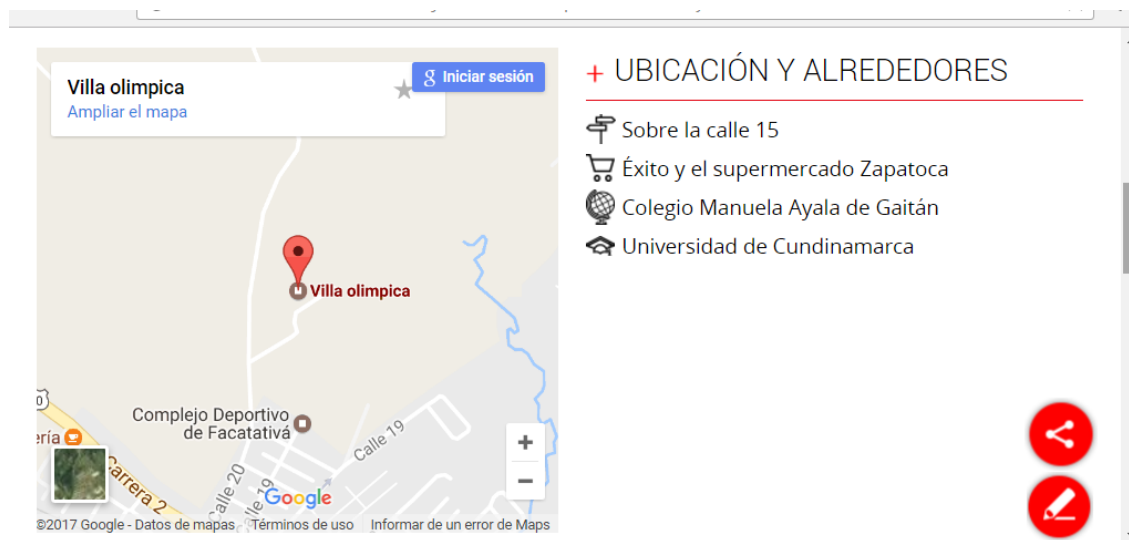 Villa olimpica
Ampliar el mapa
g Iniciar sesión
Villa olimpica
Complejo Deportivo
de Facatativá
ería
Carrera 2
Calle 20
Calle 19
Calle 19
Google
©2017 Google - Datos de mapas Términos de uso Informar de un error de Maps
+ UBICACIÓN Y ALREDEDORES
Sobre la calle 15
Éxito y el supermercado Zapatoca
Colegio Manuela Ayala de Gaitán
Universidad de Cundinamarca